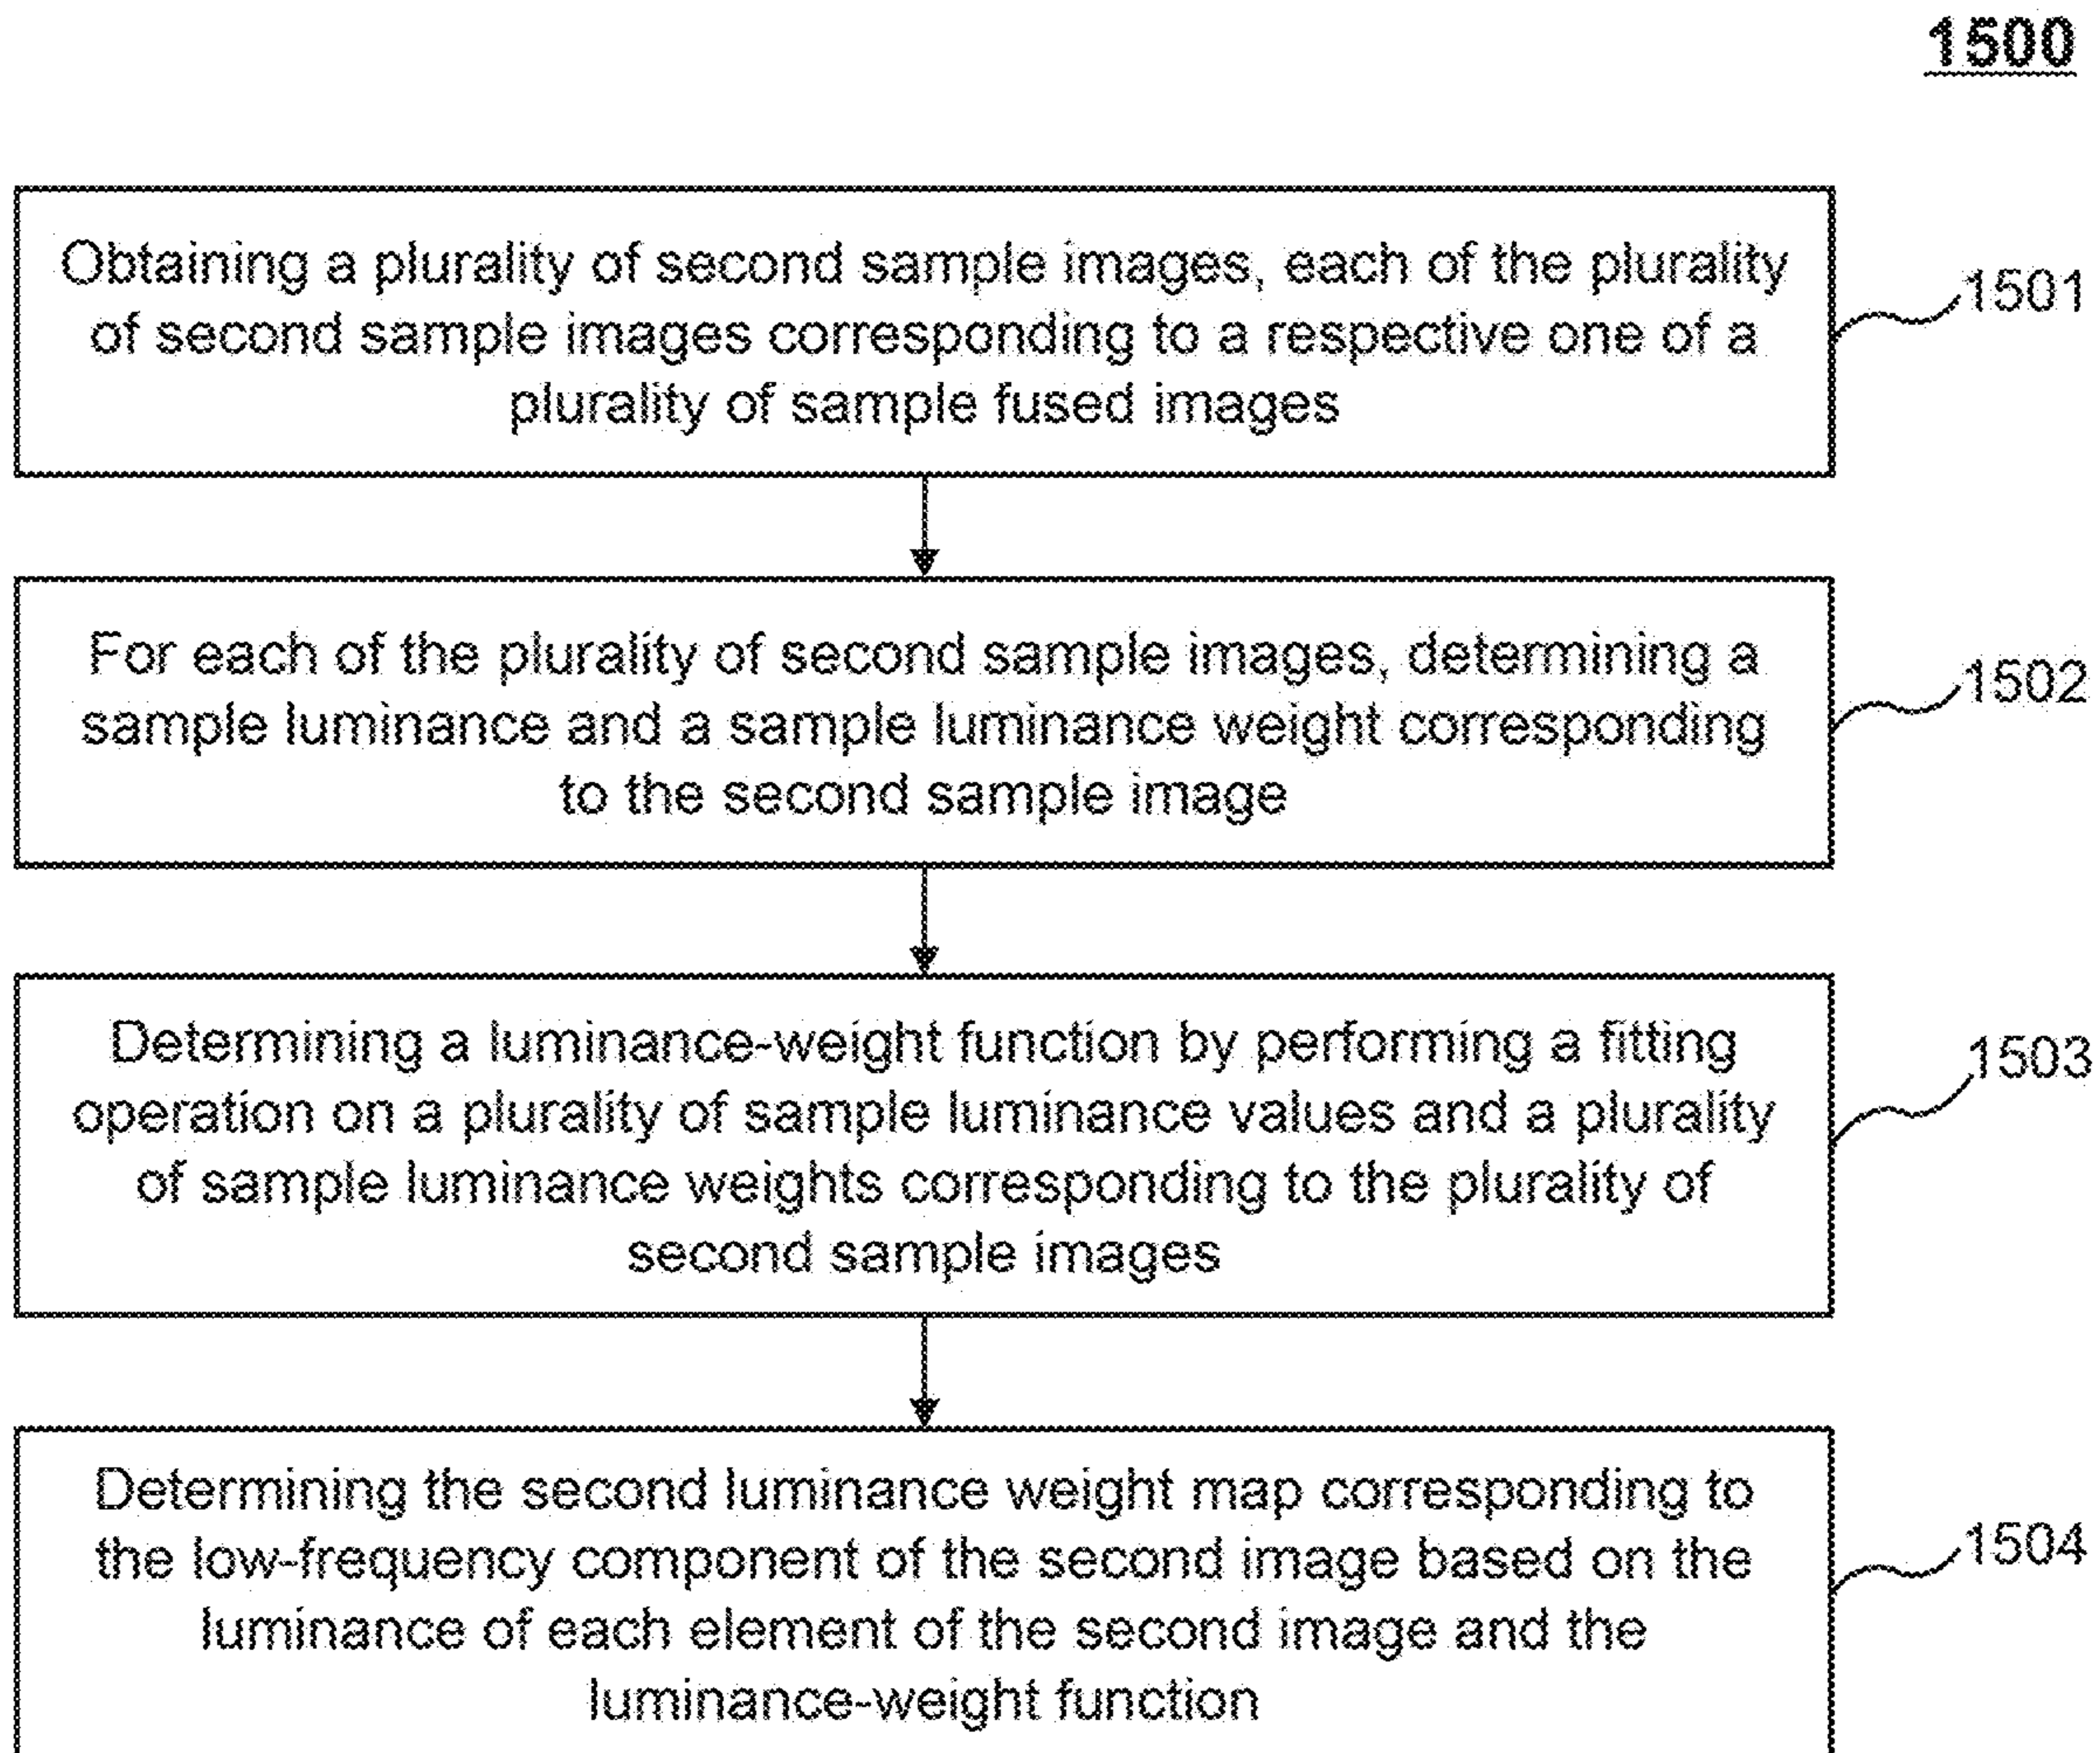 1500
Obtaining a plurality of second sample images, each of the plurality
of second sample images corresponding to a respective one of a
plurality of sample fused images
1501
For each of the plurality of second sample images, determining a
sample luminance and a sample luminance weight corresponding
to the second sample image
1502
Determining a luminance-weight function by performing a fitting
operation on a plurality of sample luminance values and a plurality
of sample luminance weights corresponding to the plurality of
second sample images
1503
Determining the second luminance weight map corresponding to
the low-frequency component of the second image based on the
luminance of each element of the second image and the
luminance-weight function
1504